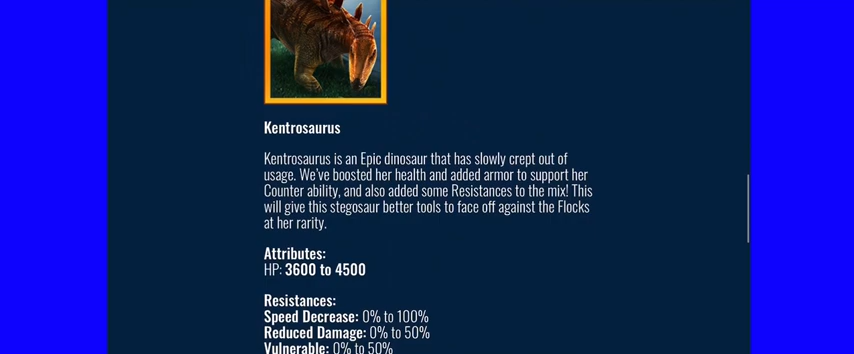 Kentrosaurus
Kentrosaurus is an Epic dinosaur that has slowly crept out of
usage. We've boosted her health and added armor to support her
Counter ability, and also added some Resistances to the mix! This
will give this stegosaur better tools to face off against the Flocks
at her rarity.
Attributes:
HP: 3600 to 4500
Resistances:
Speed Decrease: 0% to 100%
Reduced Damage: 0% to 50%
Vulnerable: 0% to 50%